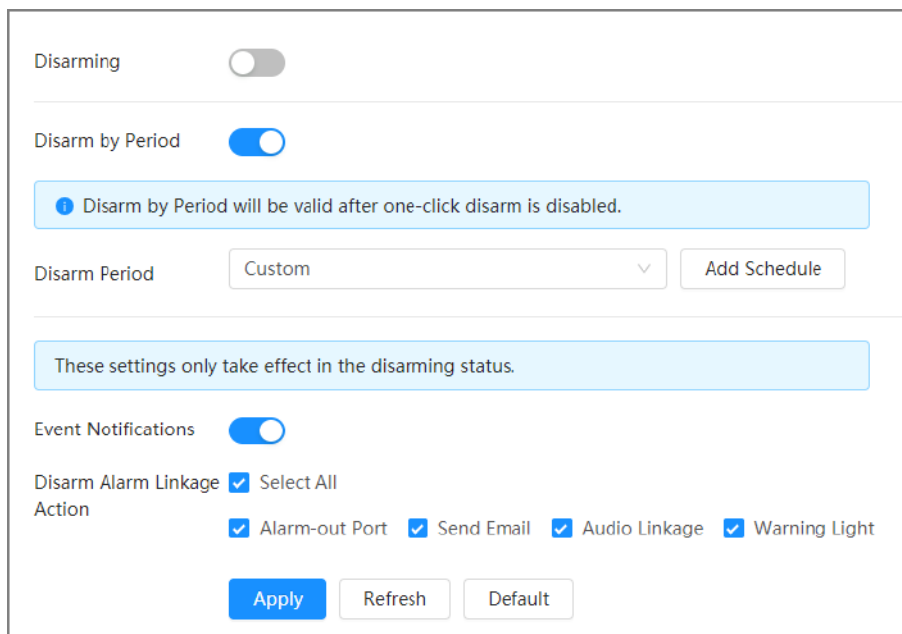 Disarming
Disarm by Period
Disarm by Period will be valid after one-click disarm is disabled.
Disarm Period Custom Add Schedule
These settings only take effect in the disarming status.
Event Notifications
Disarm Alarm Linkage Select All
Action
Alarm-out Port Send Email Audio Linkage Warning Light
Apply Refresh Default